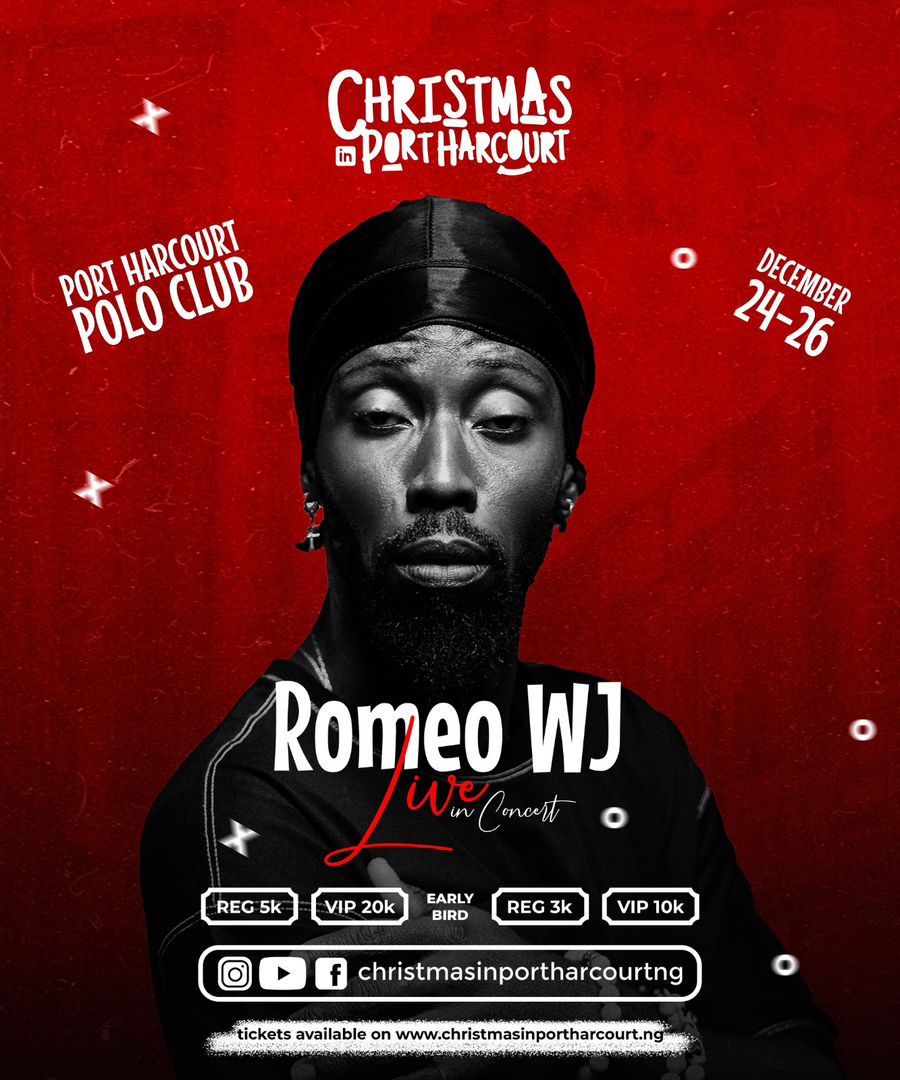 CHRISTMAS
in PORT HARCOURT
PORT HARCOURT
POLO CLUB
DECEMBER
24-26
Romeo WJ
Live
in Concert
REG 5k
VIP 20k
EARLY
BIRD
REG 3k
VIP 10k
christmasinportharcourtng
tickets available on www.christmasinportharcourt.ng